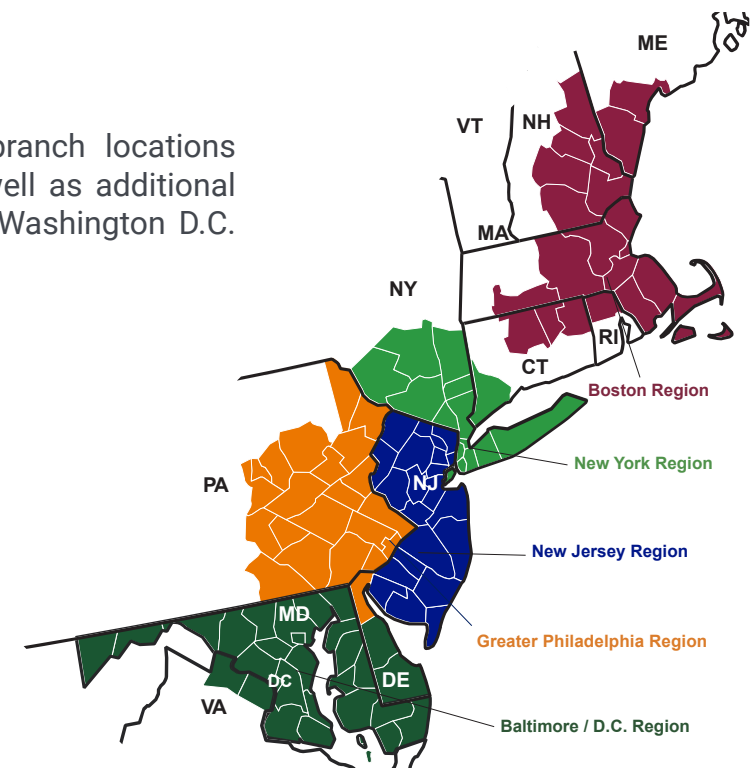 ME
branch locations
VT
NH
well as additional
Washington D.C.
MA
NY
RI
CT
Boston Region
New York Region
PA
NJ
New Jersey Region
MD
Greater Philadelphia Region
DC
DE
VA
Baltimore / D.C. Region